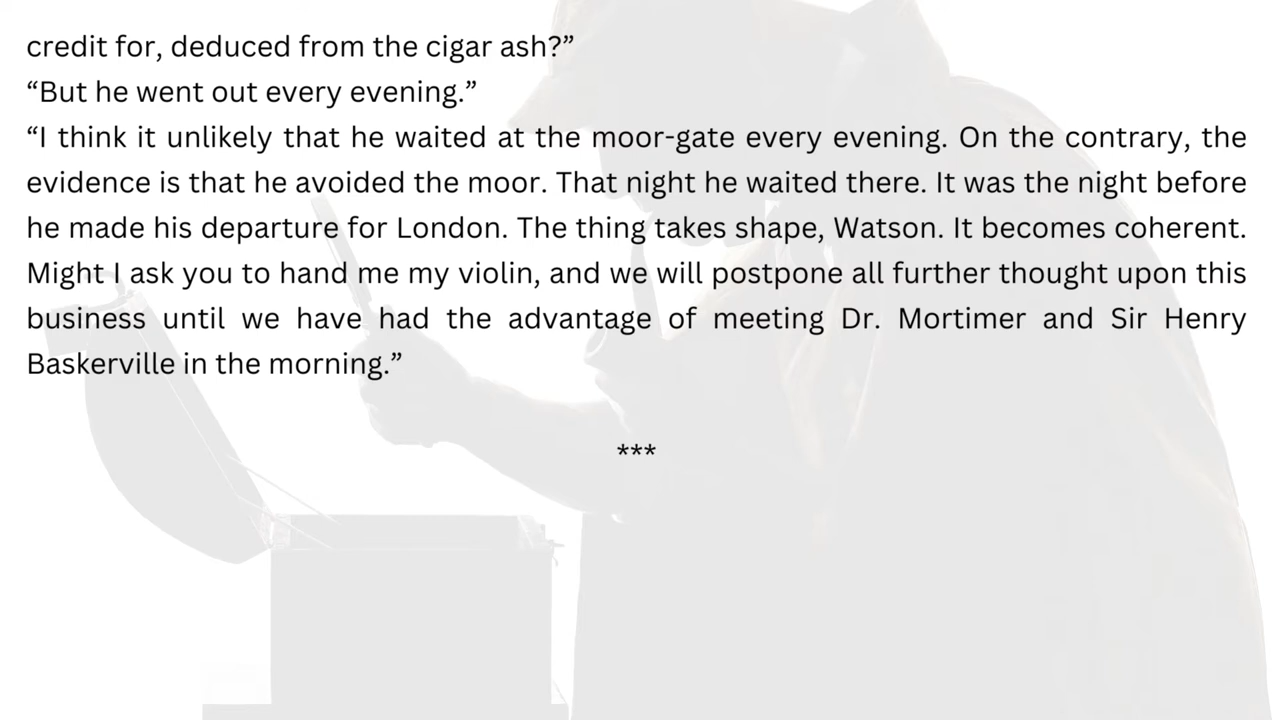 credit for, deduced from the cigar ash?”
“But he went out every evening.”
“I think it unlikely that he waited at the moor-gate every evening. On the contrary, the
evidence is that he avoided the moor. That night he waited there. It was the night before
he made his departure for London. The thing takes shape, Watson. It becomes coherent.
Might I ask you to hand me my violin, and we will postpone all further thought upon this
business until we have had the advantage of meeting Dr. Mortimer and Sir Henry
Baskerville in the morning.”
***